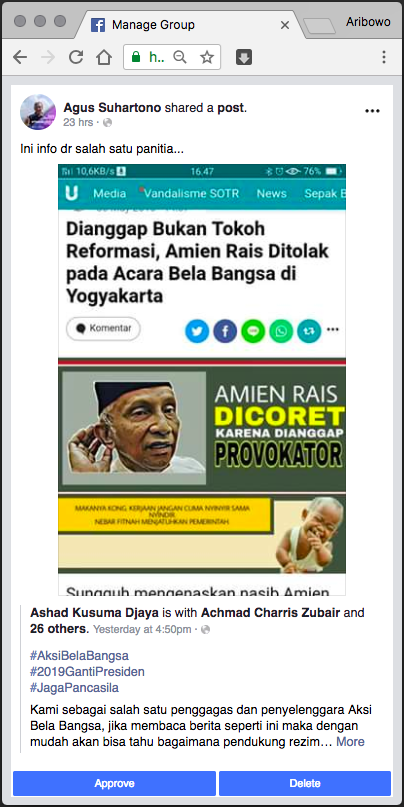 Manage Group
Aribowo
h..
Agus Suhartono shared a post.
23 hrs ·
Ini info dr salah satu panitia...
10,6KB/s
16.47
76%
U
Media
Vandalisme SOTR
News
Sepak B
Dianggap Bukan Tokoh
Reformasi, Amien Rais Ditolak
pada Acara Bela Bangsa di
Yogyakarta
Komentar
AMIEN RAIS
DICORET
KARENA DIANGGAP
PROVOKATOR
MAKANYA KONG, KERJAAN JANGAN CUMA NYINYIR SAMA
NYINDIR.
NEBAR FITNAH MENJATUHKAN PEMERINTAH
Sungguh mengenaskan nasib Amien
Ashad Kusuma Djaya is with Achmad Charris Zubair and
26 others. Yesterday at 4:50pm ·
#AksiBelaBangsa
#2019GantiPresiden
#JagaPancasila
Kami sebagai salah satu penggagas dan penyelenggara Aksi
Bela Bangsa, jika membaca berita seperti ini maka dengan
mudah akan bisa tahu bagaimana pendukung rezim... More
Approve
Delete